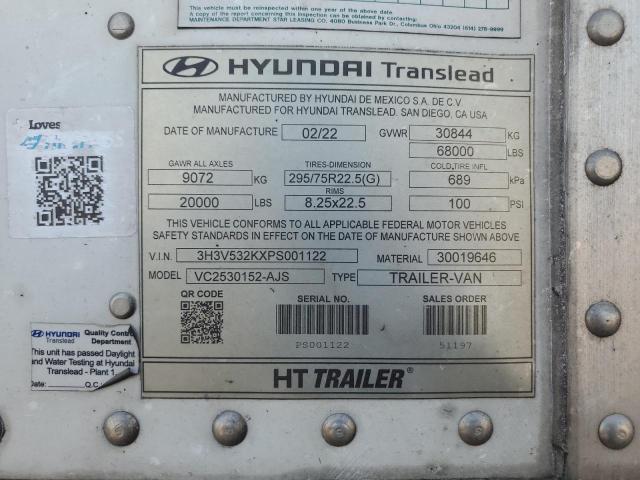 This vehicle must be reinspected within one year of the above date.
A copy of the report for this inspection can be obtained by contacting:
MAINTENANCE DEPARTMENT STAR LEASING CO., 4080 Business Park Dr., Columbus Ohio 43204 (614) 278-9999
HYUNDAI Translead
MANUFACTURED BY HYUNDAI DE MEXICO S.A. DE C.V.
MANUFACTURED FOR HYUNDAI TRANSLEAD. SAN DIEGO, CA USA
DATE OF MANUFACTURE 02/22 GVWR 30844 KG
68000 LBS
GAWR ALL AXLES TIRES-DIMENSION COLD TIRE INFL
9072 KG 295/75R22.5(G) 689 kPa
RIMS
20000 LBS 8.25x22.5 100 PSI
THIS VEHICLE CONFORMS TO ALL APPLICABLE FEDERAL MOTOR VEHICLES
SAFETY STANDARDS IN EFFECT ON THE DATE OF MANUFACTURE SHOWN ABOVE
V.I.N. 3H3V532KXPS001122 MATERIAL 30019646
MODEL VC2530152-AJS TYPE TRAILER-VAN
QR CODE SERIAL NO. SALES ORDER
PS001122 51197
HT TRAILER®
Loves
HYUNDAI Translead
Quality Contro
Department
This unit has passed Daylight
and Water Testing at Hyundai
Translead - Plant 1
Date: Q.C.